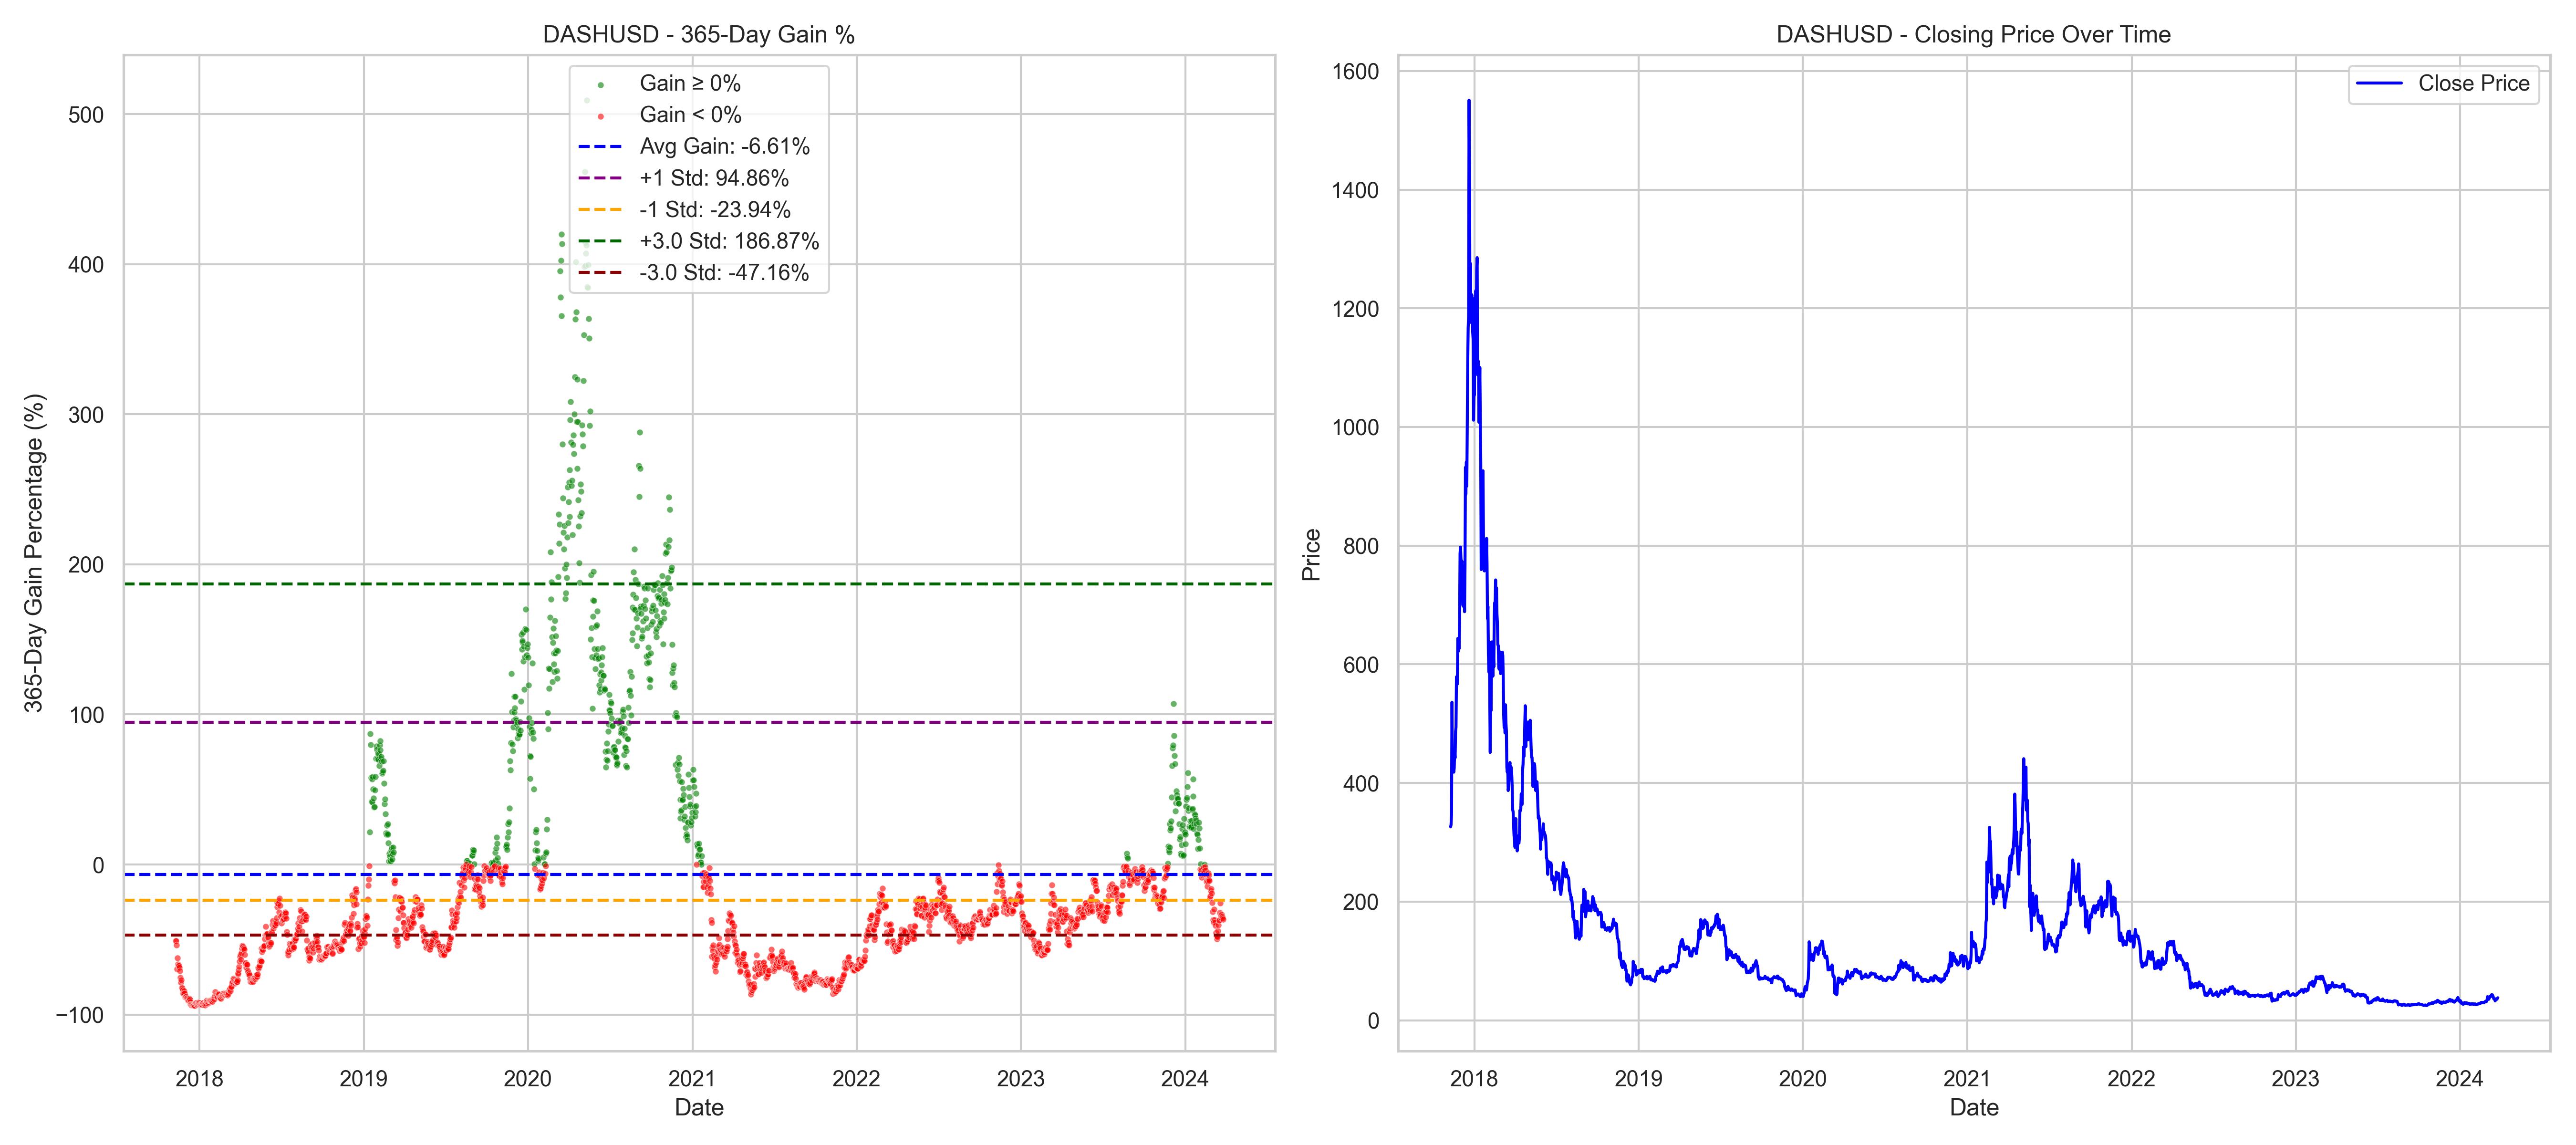 DASHUSD - 365-Day Gain %
500
400
300
200
100
0
−100
365-Day Gain Percentage (%)
Gain ≥ 0%
Gain < 0%
Avg Gain: -6.61%
+1 Std: 94.86%
-1 Std: -23.94%
+3.0 Std: 186.87%
-3.0 Std: -47.16%
2018 2019 2020 2021 2022 2023 2024
Date
DASHUSD - Closing Price Over Time
1600
1400
1200
1000
800
600
400
200
0
Price
Close Price
2018 2019 2020 2021 2022 2023 2024
Date